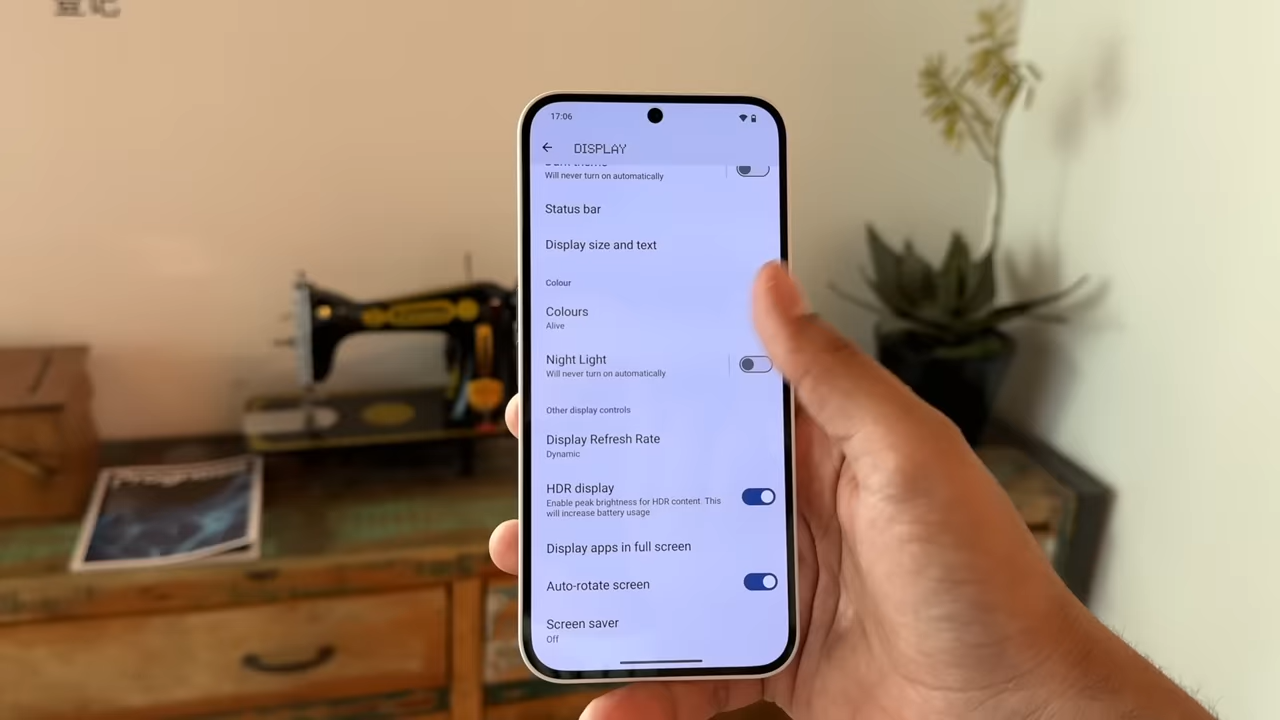 登记
17:06
DISPLAY
Will never turn on automatically
Status bar
Display size and text
Colour
Colours
Alive
Night Light
Will never turn on automatically
Other display controls
Display Refresh Rate
Dynamic
HDR display
Enable peak brightness for HDR content This
will increase battery usage
Display apps in full screen
Auto-rotate screen
Screen saver
Off